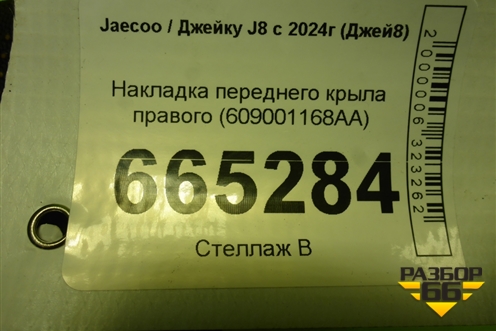 Jaecoo / Джейку J8 с 2024г (Джей8)
Накладка переднего крыла
правого (609001168AA)
665284
Стеллаж В
2000006323262
РАЗБОР
66